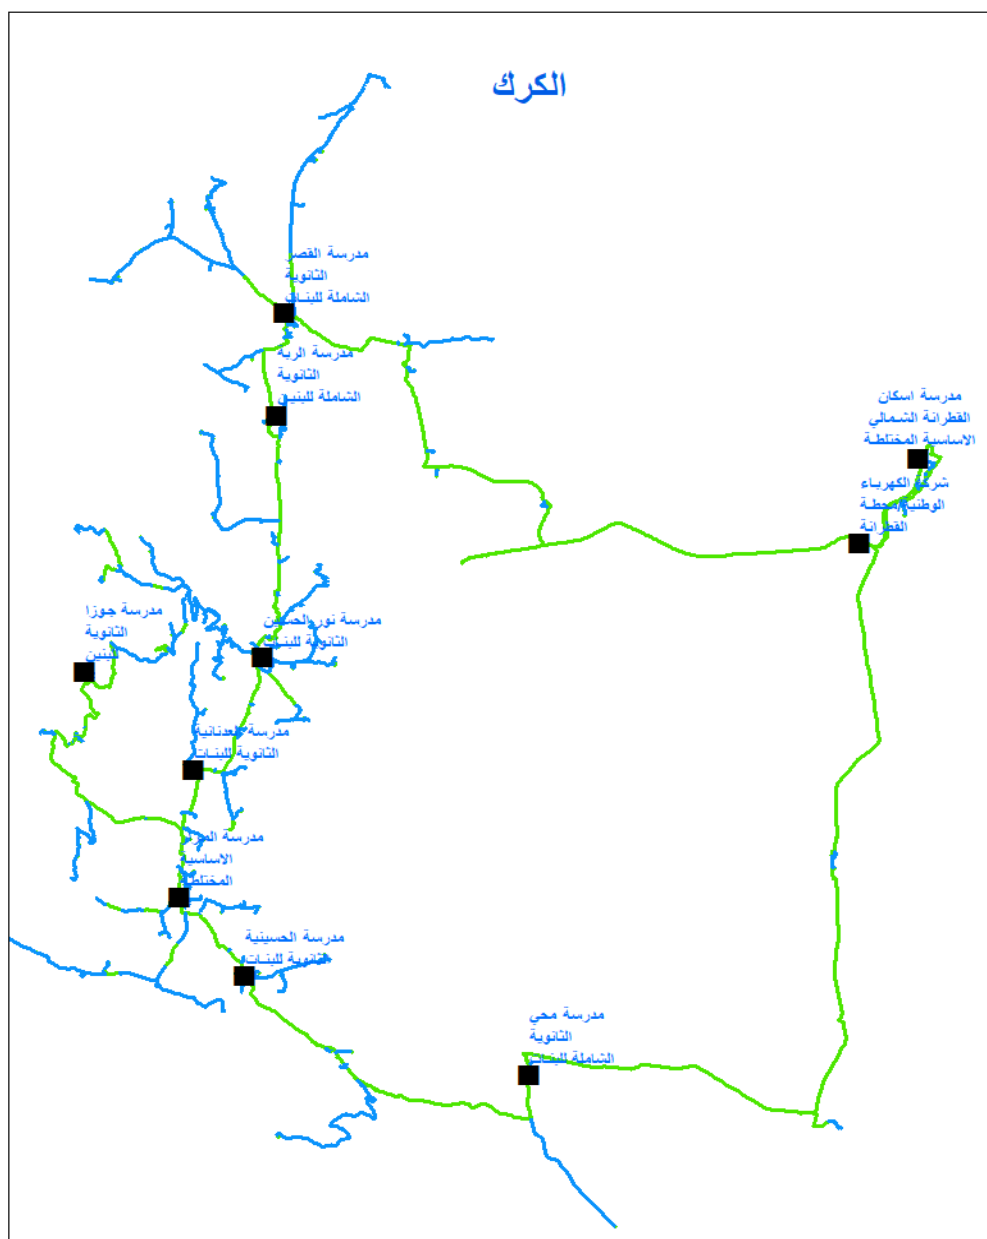 الكرك
مدرسة القصر
الثانوية
الشاملة للبنات
مدرسة الربة
الثانوية
الشاملة للبنين
مدرسة اسكان
القطرانة الشمالي
الاساسية المختلطة
شركة الكهرباء
الوطنية/محطة
القطرانة
مدرسة جوزا
الثانوية
للبنين
مدرسة نور الحسين
الثانوية للبنات
مدرسة العدنانية
الثانوية للبنات
مدرسة المزار
الاساسية
المختلطة
مدرسة الحسينية
الثانوية للبنات
مدرسة محي
الثانوية
الشاملة للبنات